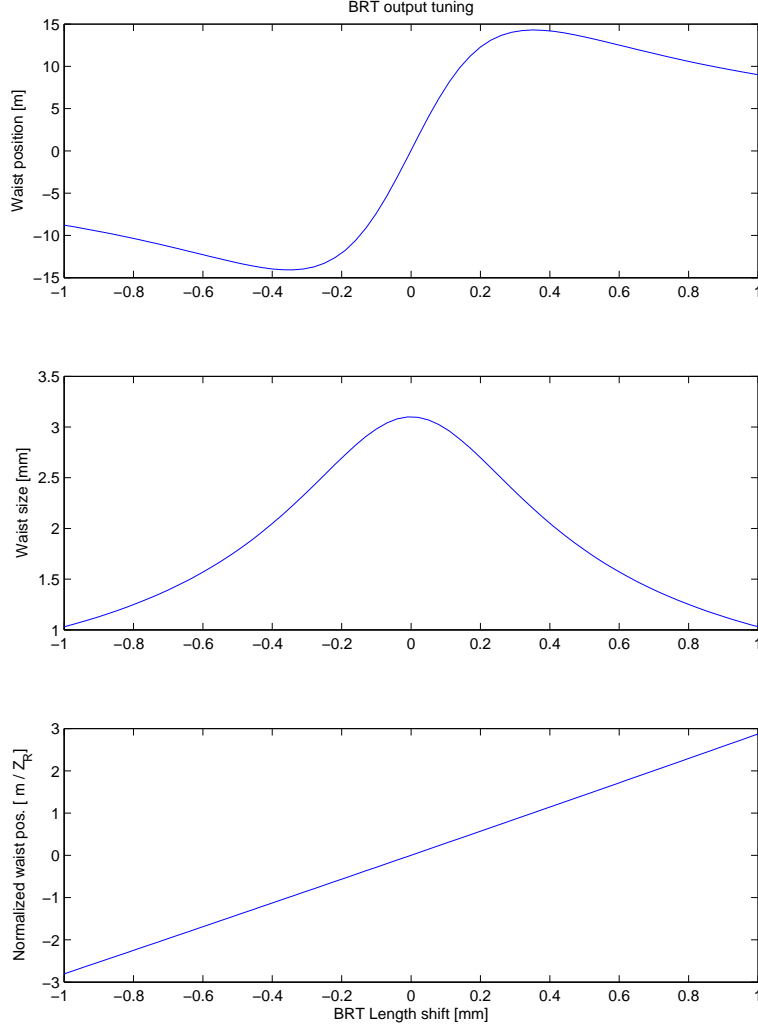 BRT output tuning
15
10
5
0
−5
−10
−15
Waist position [m]
−1 −0.8 −0.6 −0.4 −0.2 0 0.2 0.4 0.6 0.8 1
3.5
3
2.5
2
1.5
1
Waist size [mm]
−1 −0.8 −0.6 −0.4 −0.2 0 0.2 0.4 0.6 0.8 1
3
2
1
0
−1
−2
−3
Normalized waist pos. [ m / Z_R]
−1 −0.8 −0.6 −0.4 −0.2 0 0.2 0.4 0.6 0.8 1
BRT Length shift [mm]